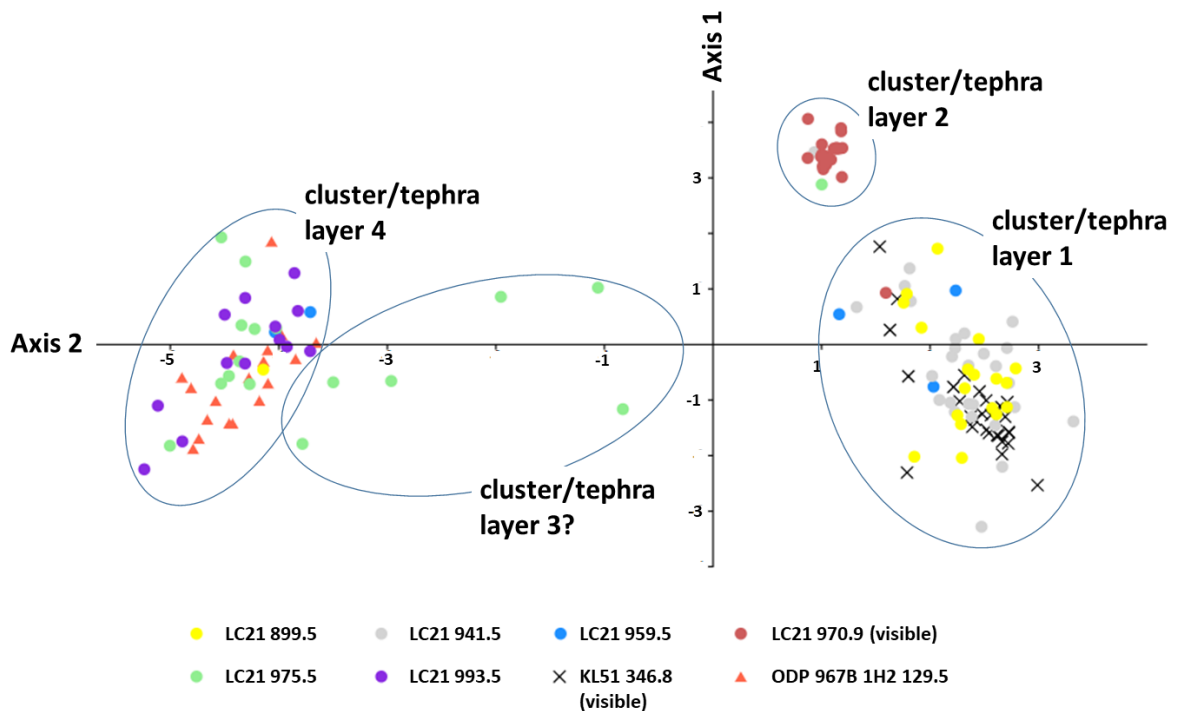 Axis 1
cluster/tephra
layer 2
cluster/tephra
layer 4
cluster/tephra
layer 1
3
1
Axis 2
-5
-3
-1
1
3
-1
-3
cluster/tephra
layer 3?
LC21 899.5
LC21 941.5
LC21 959.5
LC21 970.9 (visible)
LC21 975.5
LC21 993.5
KL51 346.8
(visible)
ODP 967B 1H2 129.5